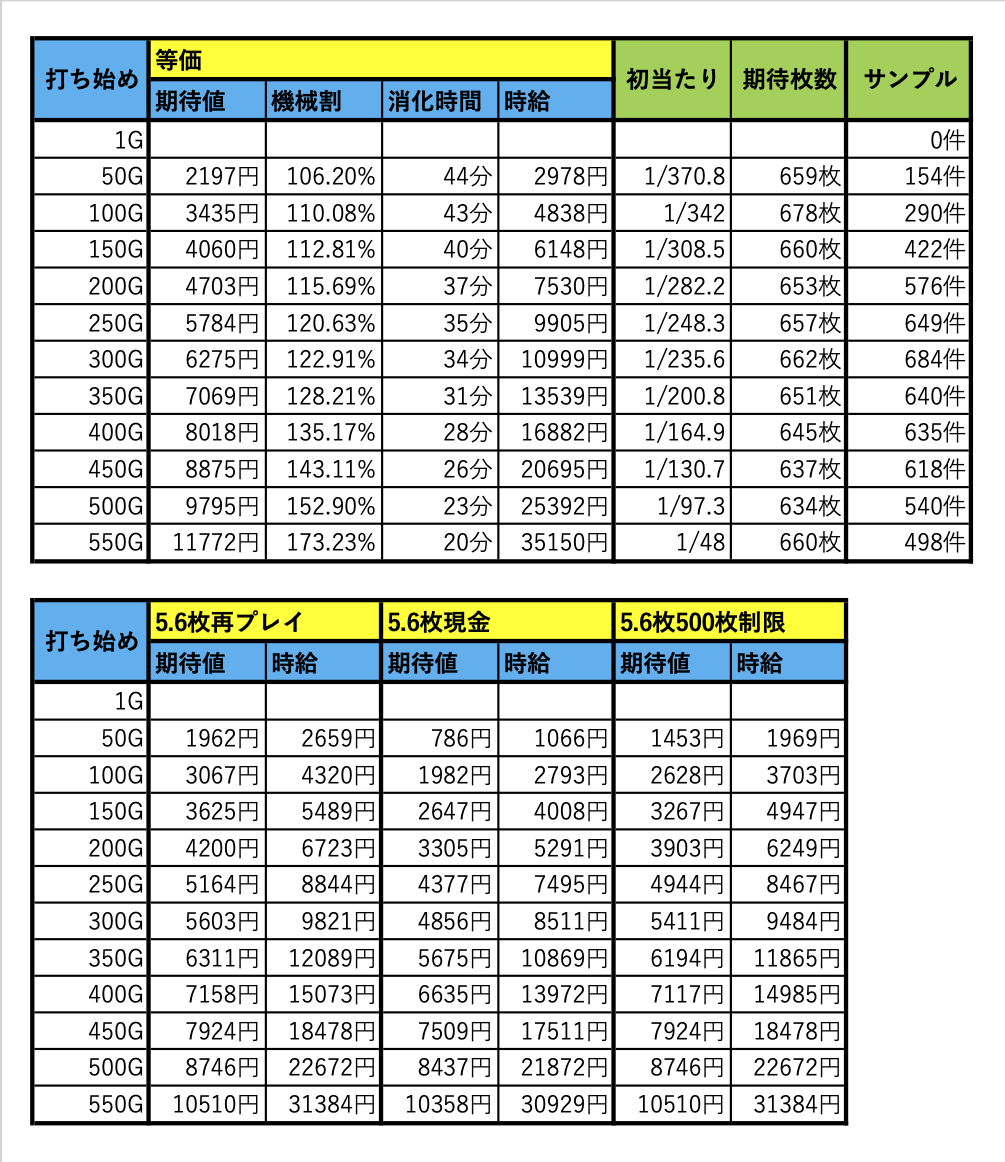 打ち始め 等価 初当たり 期待枚数 サンプル
期待値 機械割 消化時間 時給
1G 0件
50G 2197円 106.20% 44分 2978円 1/370.8 659枚 154件
100G 3435円 110.08% 43分 4838円 1/342 678枚 290件
150G 4060円 112.81% 40分 6148円 1/308.5 660枚 422件
200G 4703円 115.69% 37分 7530円 1/282.2 653枚 576件
250G 5784円 120.63% 35分 9905円 1/248.3 657枚 649件
300G 6275円 122.91% 34分 10999円 1/235.6 662枚 684件
350G 7069円 128.21% 31分 13539円 1/200.8 651枚 640件
400G 8018円 135.17% 28分 16882円 1/164.9 645枚 635件
450G 8875円 143.11% 26分 20695円 1/130.7 637枚 618件
500G 9795円 152.90% 23分 25392円 1/97.3 634枚 540件
550G 11772円 173.23% 20分 35150円 1/48 660枚 498件
打ち始め 5.6枚再プレイ 5.6枚現金 5.6枚500枚制限
期待値 時給 期待値 時給 期待値 時給
1G
50G 1962円 2659円 786円 1066円 1453円 1969円
100G 3067円 4320円 1982円 2793円 2628円 3703円
150G 3625円 5489円 2647円 4008円 3267円 4947円
200G 4200円 6723円 3305円 5291円 3903円 6249円
250G 5164円 8844円 4377円 7495円 4944円 8467円
300G 5603円 9821円 4856円 8511円 5411円 9484円
350G 6311円 12089円 5675円 10869円 6194円 11865円
400G 7158円 15073円 6635円 13972円 7117円 14985円
450G 7924円 18478円 7509円 17511円 7924円 18478円
500G 8746円 22672円 8437円 21872円 8746円 22672円
550G 10510円 31384円 10358円 30929円 10510円 31384円